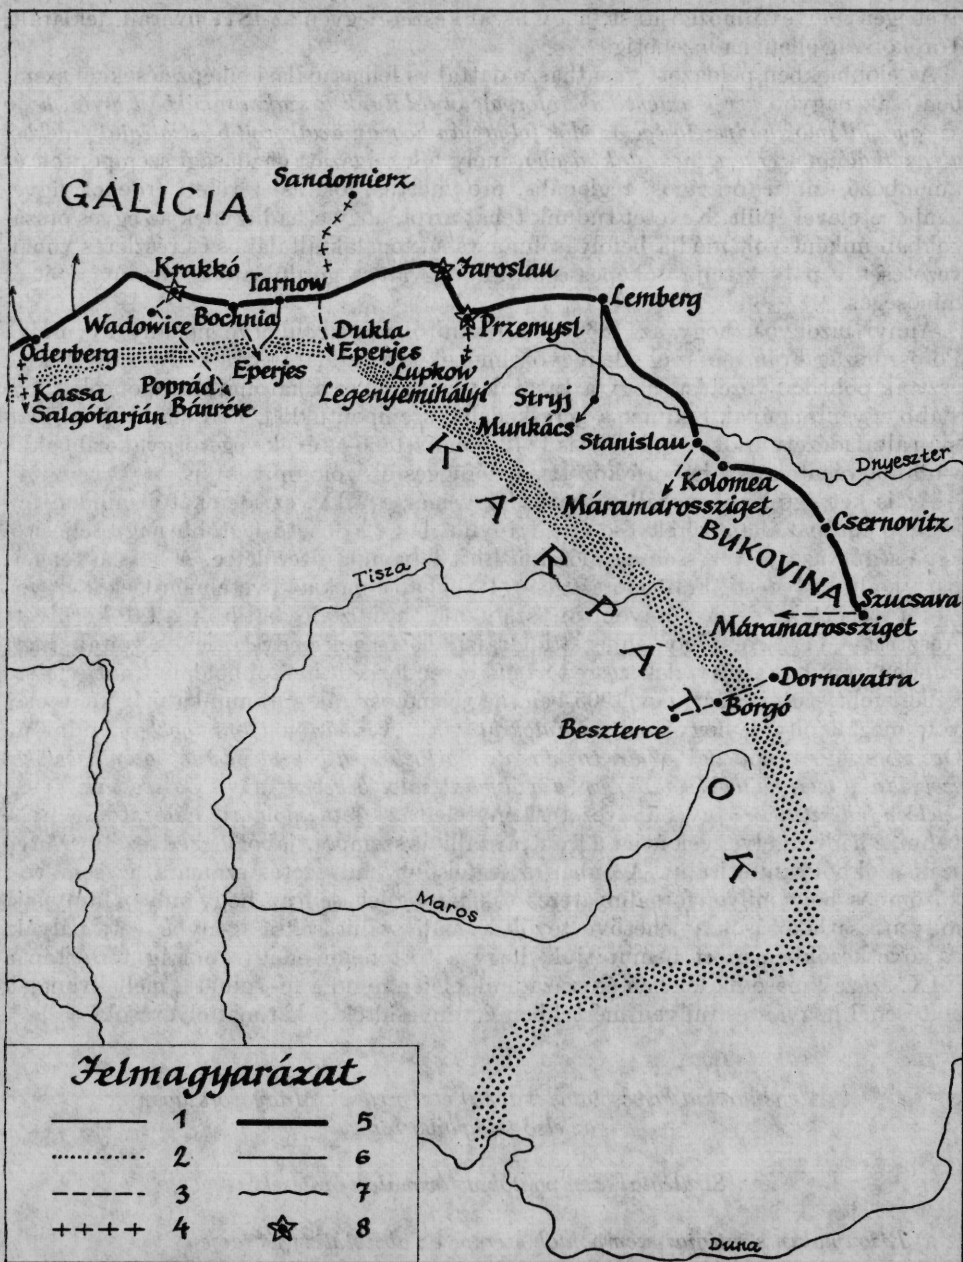 GALICIA
Sandomierz
Krakkó
Tarnow
Jaroslau
Lemberg
Wadowice
Bochnia
Przemysl
Oderberg
Dukla
Eperjes
Eperjes
Kassa
Salgótarján
Poprád
Bánréve
Lupkow
Legenyemihályi
Stryj
Munkács
Stanislau
Dnyeszter
Kolomea
Máramarossziget
Csernovitz
BUKOVINA
KÁRPÁTOK
Tisza
Szucsava
Máramarossziget
Dornavatra
Borgó
Beszterce
Maros
Jelmagyarázat
1 5
2 6
3 7
4 8
Duna